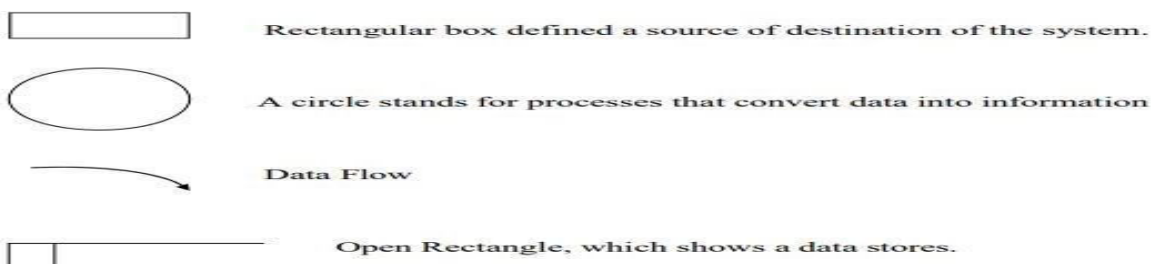 Rectangular box defined a source of destination of the system.
A circle stands for processes that convert data into information
Data Flow
Open Rectangle, which shows a data stores.